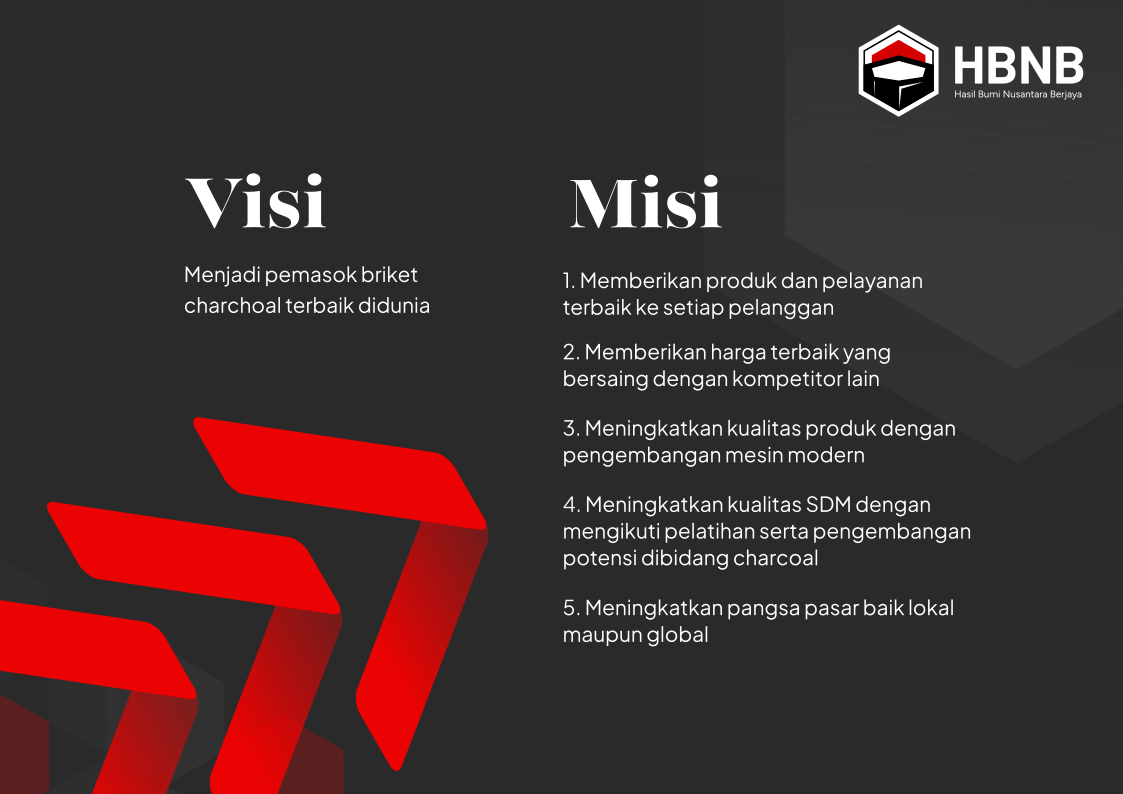 HBNB
Hasil Bumi Nusantara Berjaya
Visi
Menjadi pemasok briket
charchoal terbaik didunia
Misi
1. Memberikan produk dan pelayanan
terbaik ke setiap pelanggan
2. Memberikan harga terbaik yang
bersaing dengan kompetitor lain
3. Meningkatkan kualitas produk dengan
pengembangan mesin modern
4. Meningkatkan kualitas SDM dengan
mengikuti pelatihan serta pengembangan
potensi dibidang charcoal
5. Meningkatkan pangsa pasar baik lokal
maupun global